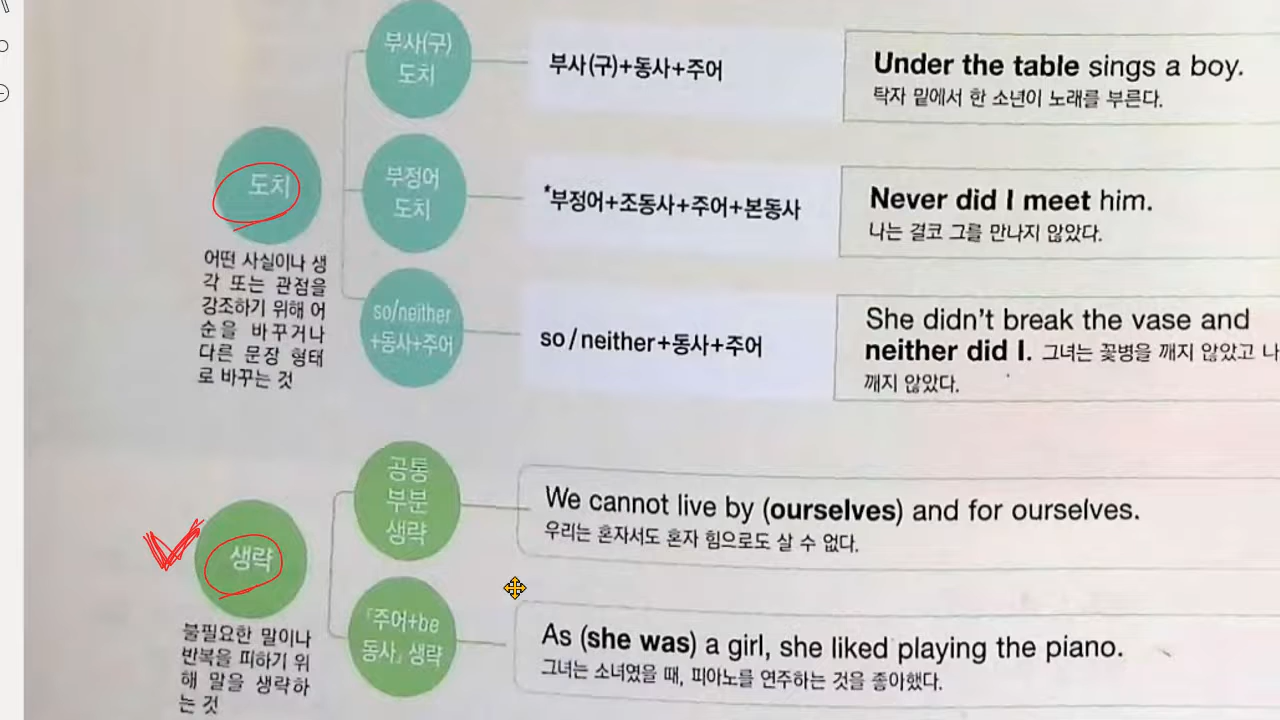 부사(구)
도치
부사(구)+동사+주어
Under the table sings a boy.
탁자 밑에서 한 소년이 노래를 부른다.
도치
어떤 사실이나 생
각 또는 관점을
강조하기 위해 어
순을 바꾸거나
다른 문장 형태
로 바꾸는 것
부정어
도치
*부정어+조동사+주어+본동사
Never did I meet him.
나는 결코 그를 만나지 않았다.
so/neither
+동사+주어
so/neither+동사+주어
She didn't break the vase and
neither did I. 그녀는 꽃병을 깨지 않았고 나
깨지 않았다.
생략
불필요한 말이나
반복을 피하기 위
해 말을 생략하
는 것
공통
부분
생략
We cannot live by (ourselves) and for ourselves.
우리는 혼자서도 혼자 힘으로도 살 수 없다.
「주어+be
동사」 생략
As (she was) a girl, she liked playing the piano.
그녀는 소녀였을 때, 피아노를 연주하는 것을 좋아했다.